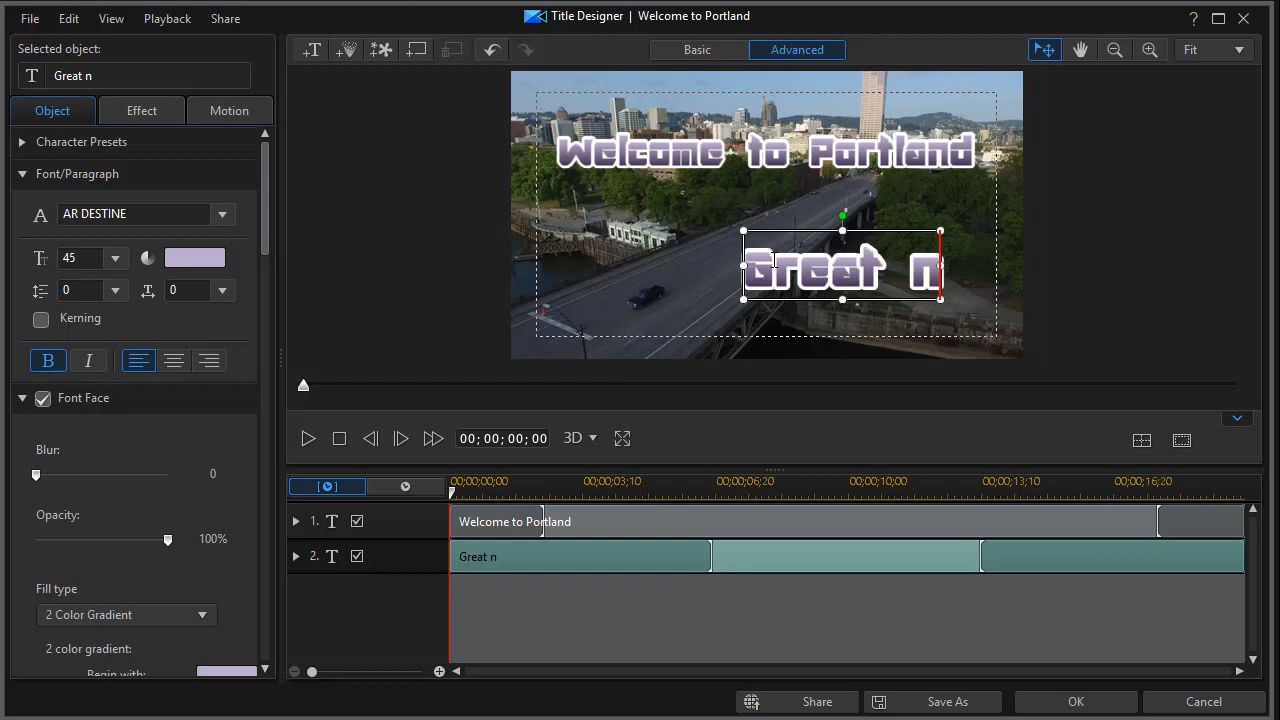 File Edit View Playback Share
Title Designer | Welcome to Portland
?
Selected object:
T Great n
Object Effect Motion
Character Presets
Font/Paragraph
A AR DESTINE
45
0 0
Kerning
B I
Font Face
Blur:
0
Opacity:
100%
Fill type
2 Color Gradient
2 color gradient:
Begin with:
Basic Advanced
Fit
Welcome to Portland
Great n
00;00;00;00 3D
00;00;00;00 00;00;03;10 00;00;06;20 00;00;10;00 00;00;13;10 00;00;16;20
1. T Welcome to Portland
2. T Great n
Share Save As OK Cancel